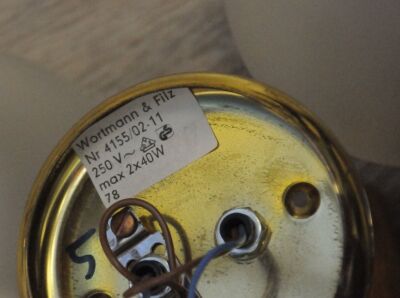 Wortmann & Filz
Nr 4155/02-11
250 V~
max 2x40W
78
5